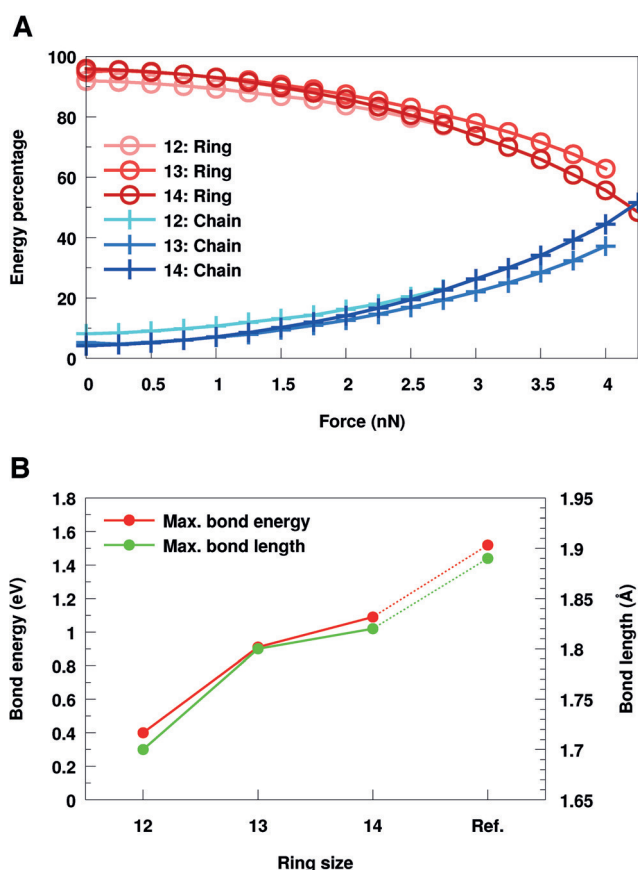 A
100
80
60
40
20
0
Energy percentage
12: Ring
13: Ring
14: Ring
12: Chain
13: Chain
14: Chain
0 0.5 1 1.5 2 2.5 3 3.5 4
Force (nN)
B
1.8 1.95
1.6 1.9
1.4
1.2 1.85
1
0.8 1.8
0.6 1.75
0.4 1.7
0.2
0 1.65
Bond energy (eV)
Bond length (Å)
Max. bond energy
Max. bond length
12 13 14 Ref.
Ring size